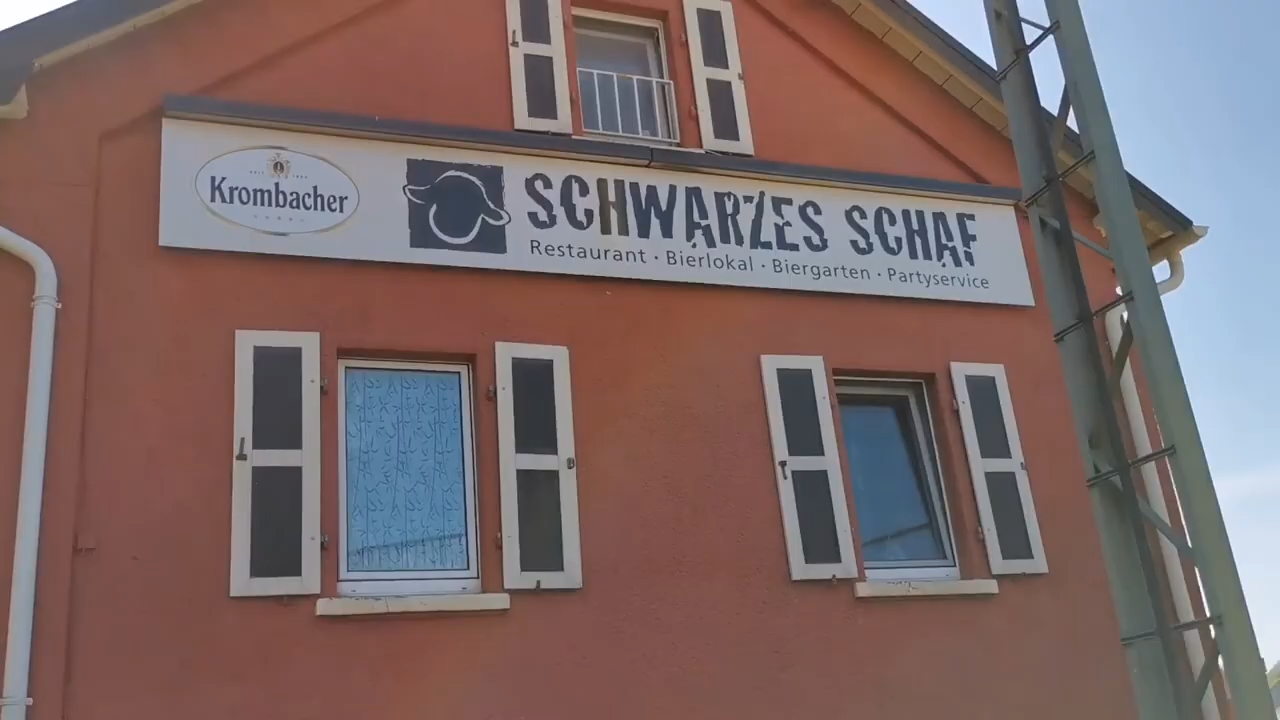 Krombacher
SCHWARZES SCHAF
Restaurant · Bierlokal · Biergarten · Partyservice